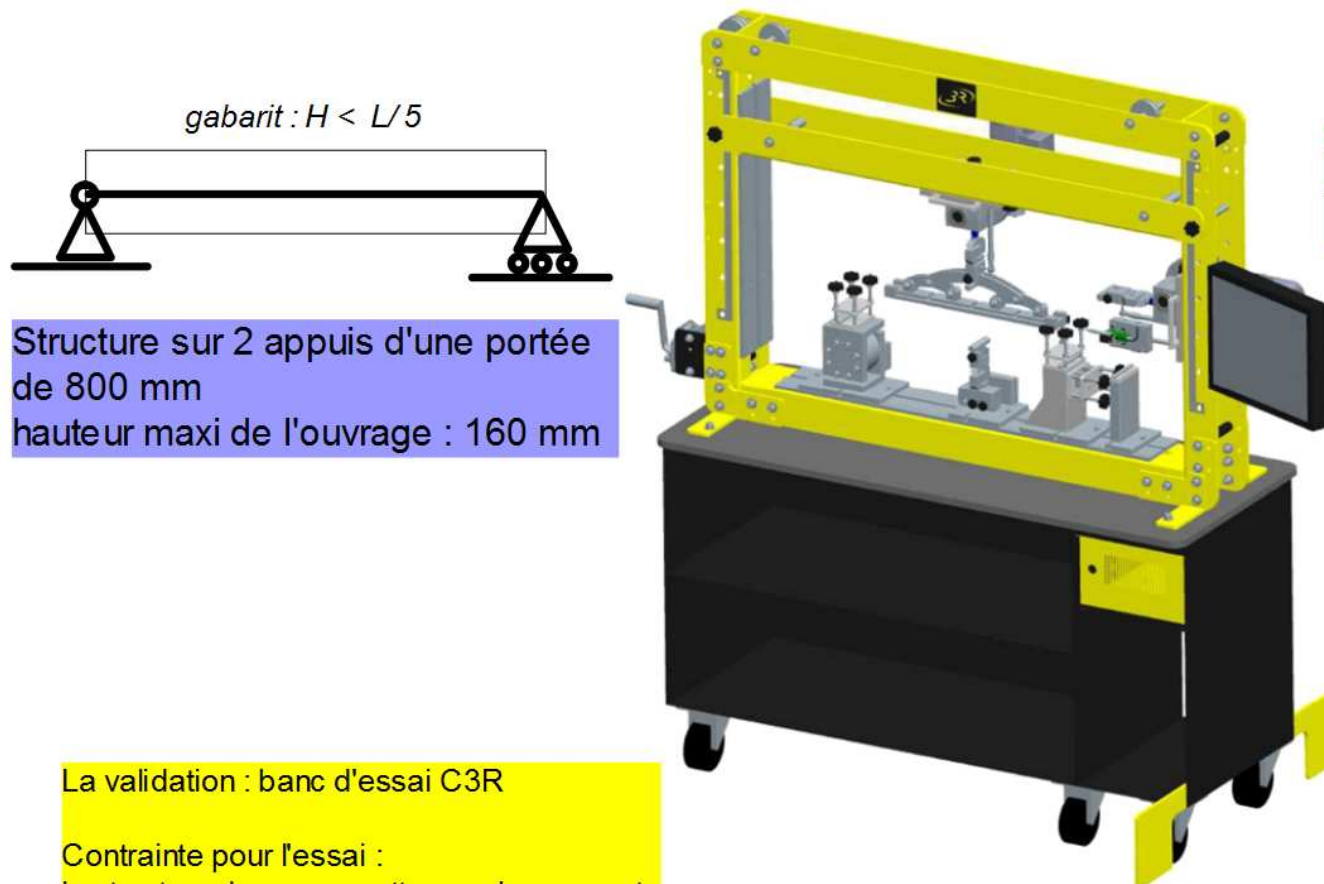 gabarit : H < L/ 5
Structure sur 2 appuis d'une portée
de 800 mm
hauteur maxi de l'ouvrage : 160 mm
3R
La validation : banc d'essai C3R
Contrainte pour l'essai :